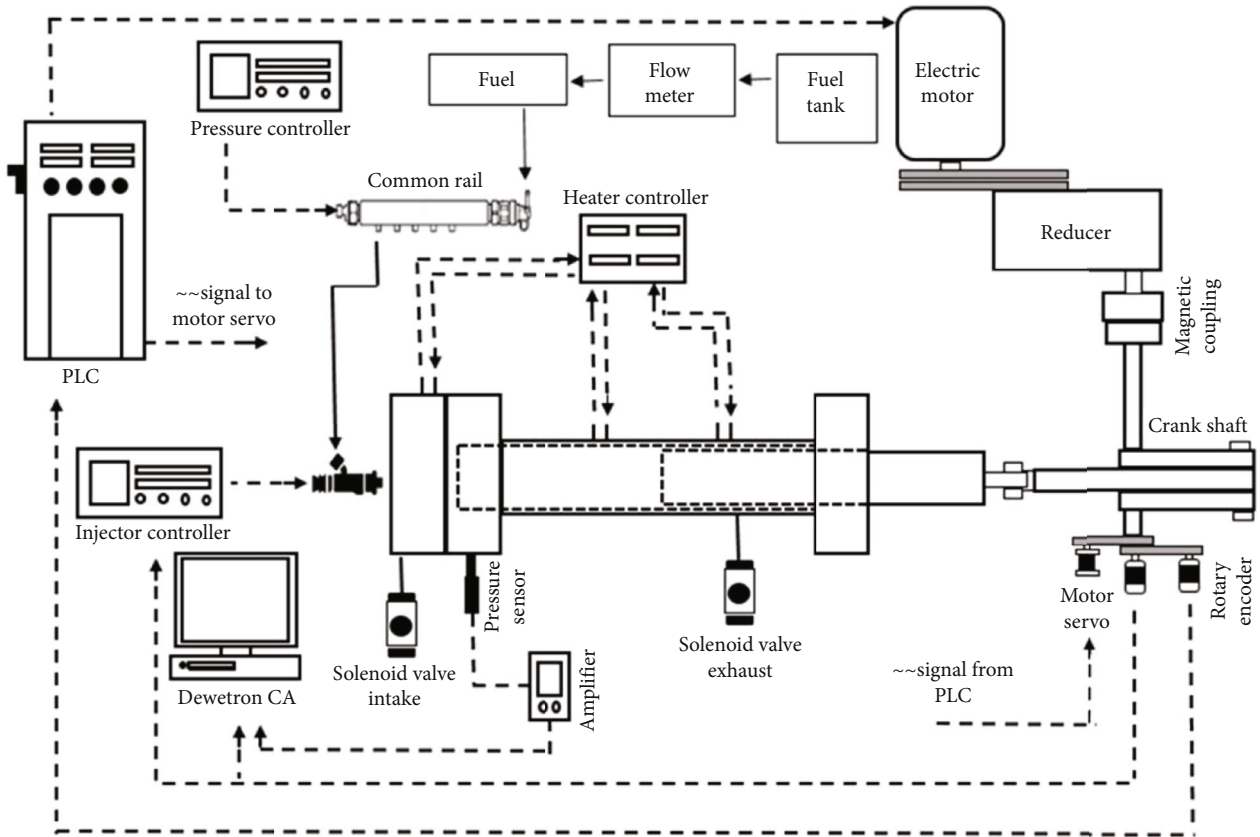 Electric
motor
Fuel
Flow
meter
Fuel
tank
Pressure controller
Common rail
Heater controller
Reducer
~~signal to
motor servo
Magnetic
coupling
PLC
Crank shaft
Injector controller
Pressure
sensor
Motor
servo
Rotary
encoder
Solenoid valve
intake
Solenoid valve
exhaust
~~signal from
PLC
Dewetron CA
Amplifier